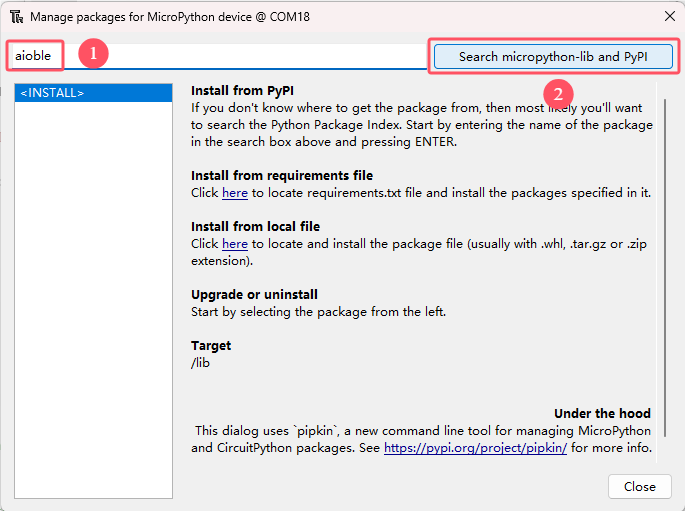 Manage packages for MicroPython device @ COM18
aioble
1
Search micropython-lib and PyPI
2
<INSTALL>
Install from PyPI
If you don't know where to get the package from, then most likely you'll want
to search the Python Package Index. Start by entering the name of the package
in the search box above and pressing ENTER.
Install from requirements file
Click here to locate requirements.txt file and install the packages specified in it.
Install from local file
Click here to locate and install the package file (usually with .whl, .tar.gz or .zip
extension).
Upgrade or uninstall
Start by selecting the package from the left.
Target
/lib
Under the hood
This dialog uses `pipkin`, a new command line tool for managing MicroPython
and CircuitPython packages. See https://pypi.org/project/pipkin/ for more info.
Close